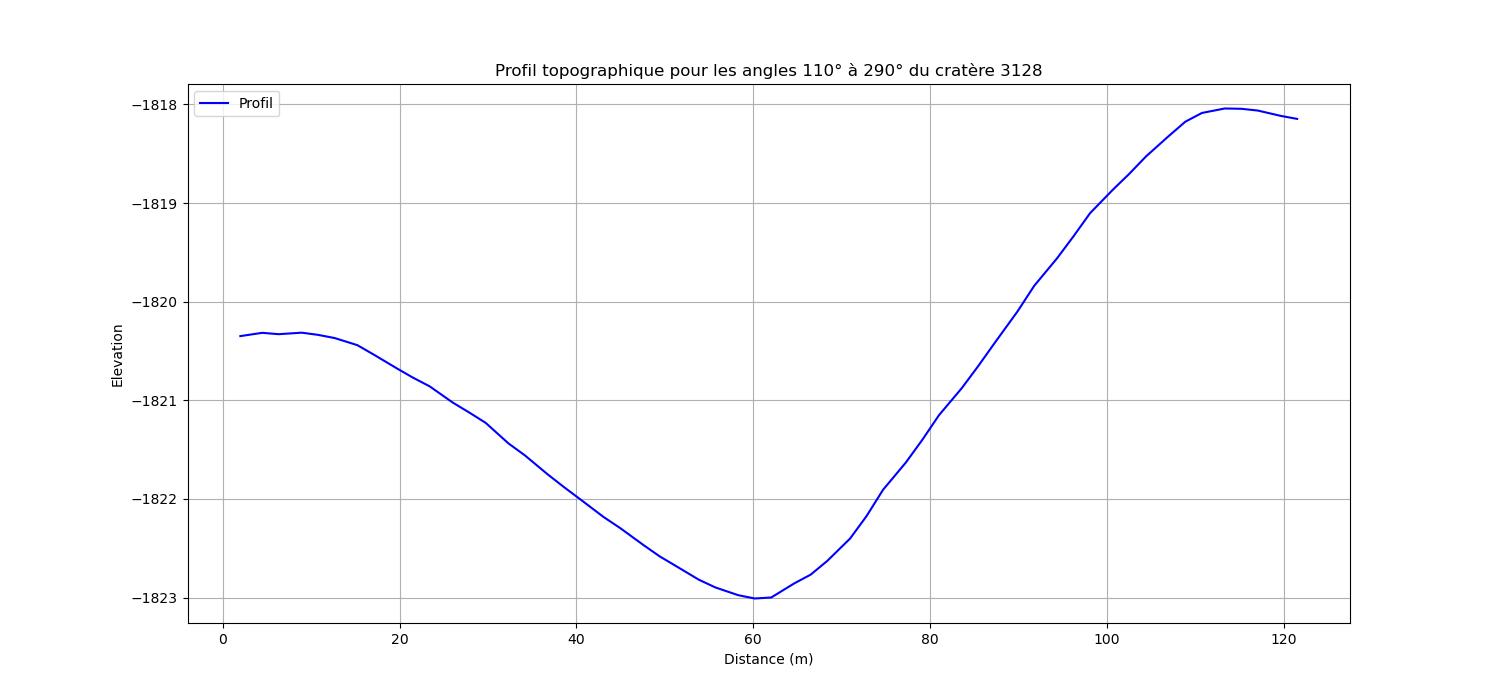 Profil topographique pour les angles 110° à 290° du cratère 3128
Profil
−1818
−1819
−1820
−1821
−1822
−1823
Elevation
0 20 40 60 80 100 120
Distance (m)